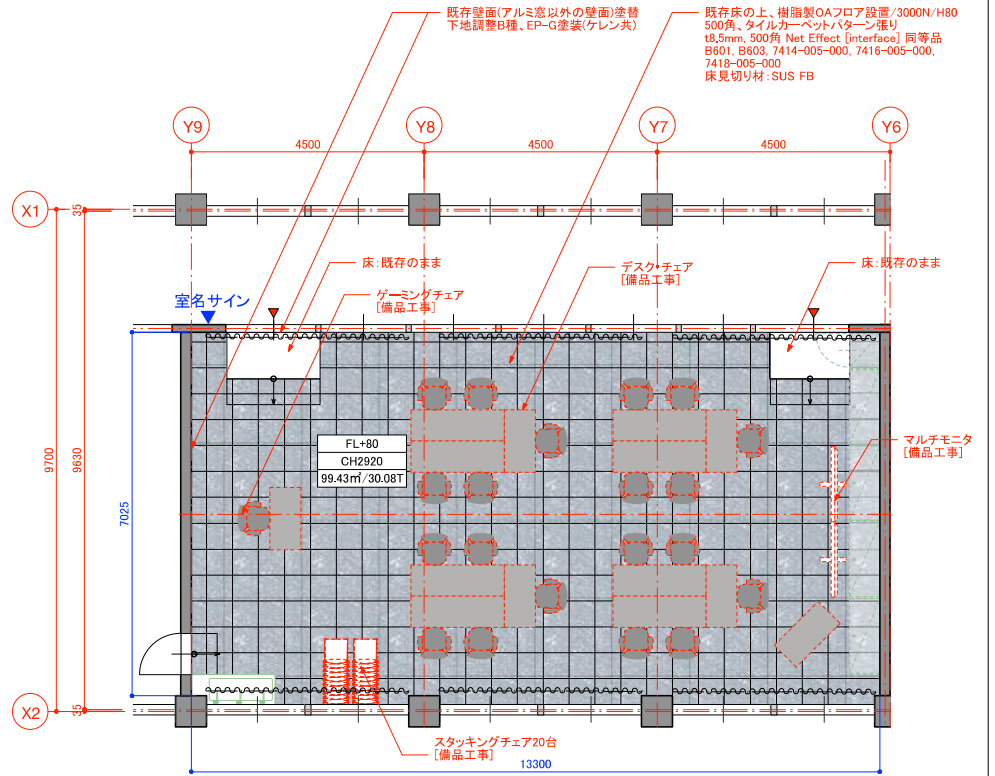 既存壁面(アルミ窓以外の壁面)塗替
下地調整B種、EP-G塗装(ケレン共)
既存床の上、樹脂製OAフロア設置/3000N/H80
500角、タイルカーペットパターン張り
t8,5mm, 500角 Net Effect [interface] 同等品
B601, B603, 7414-005-000, 7416-005-000,
7418-005-000
床見切り材:SUS FB
Y9
Y8
Y7
Y6
4500
4500
4500
X1
35
床:既存のまま
デスク・チェア
[備品工事]
床:既存のまま
ゲーミングチェア
[備品工事]
室名サイン
FL+80
CH2920
99.43㎡/30.08T
マルチモニタ
[備品工事]
9700
9630
7025
X2
35
スタッキングチェア20台
[備品工事]
13300